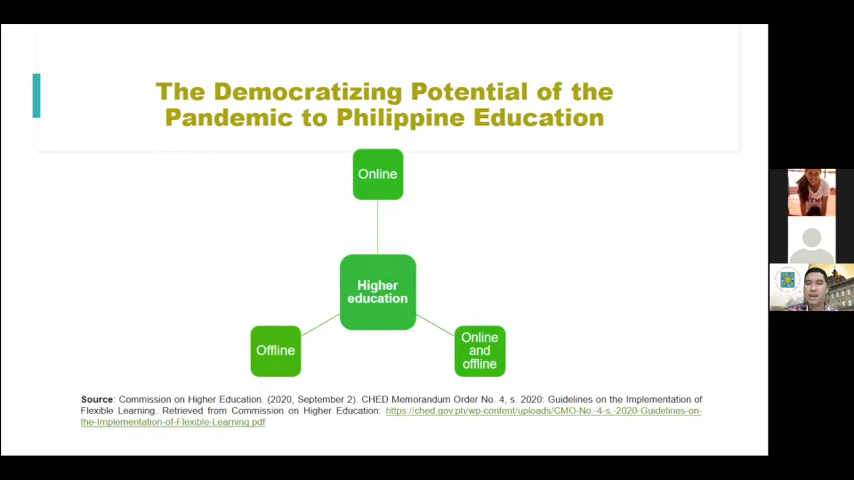 The Democratizing Potential of the
Pandemic to Philippine Education
Online
Higher
education
Offline
Online
and
offline
Source: Commission on Higher Education. (2020, September 2). CHED Memorandum Order No. 4, s. 2020: Guidelines on the Implementation of
Flexible Learning. Retrieved from Commission on Higher Education: https://ched.gov.ph/wp-content/uploads/CMO-No.-4-s.-2020-Guidelines-on-
the-Implementation-of-Flexible-Learning.pdf